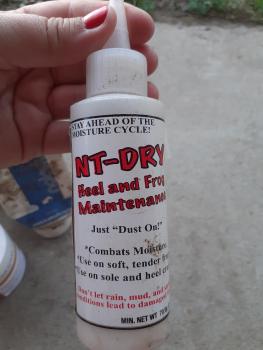 STAY AHEAD OF THE
MOISTURE CYCLE!
NT-DRY
Heel and Frog
Maintenance
Just "Dust On!"
*Combats Moisture
*Use on soft, tender
*Use on sole and heel
Don't let rain, mud, and
conditions lead to damage
MIN. NET